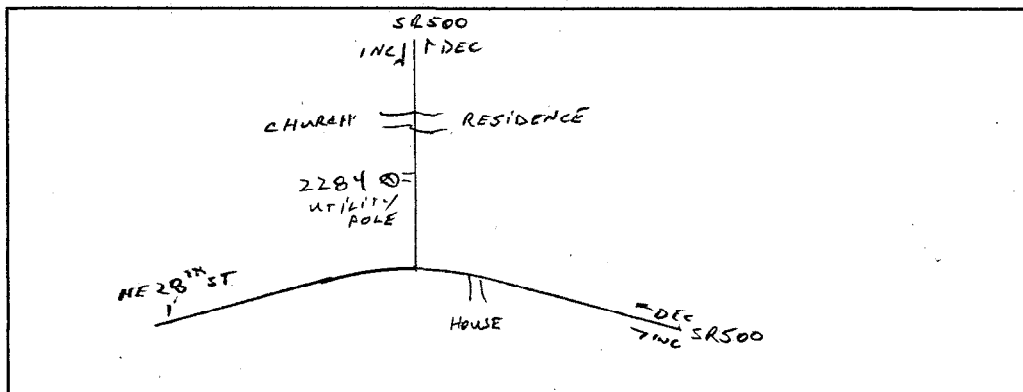 SR500
INC DEC
CHURCH RESIDENCE
2284
UTILITY
POLE
NE 28TH ST
HOUSE
DEC
INC SR500